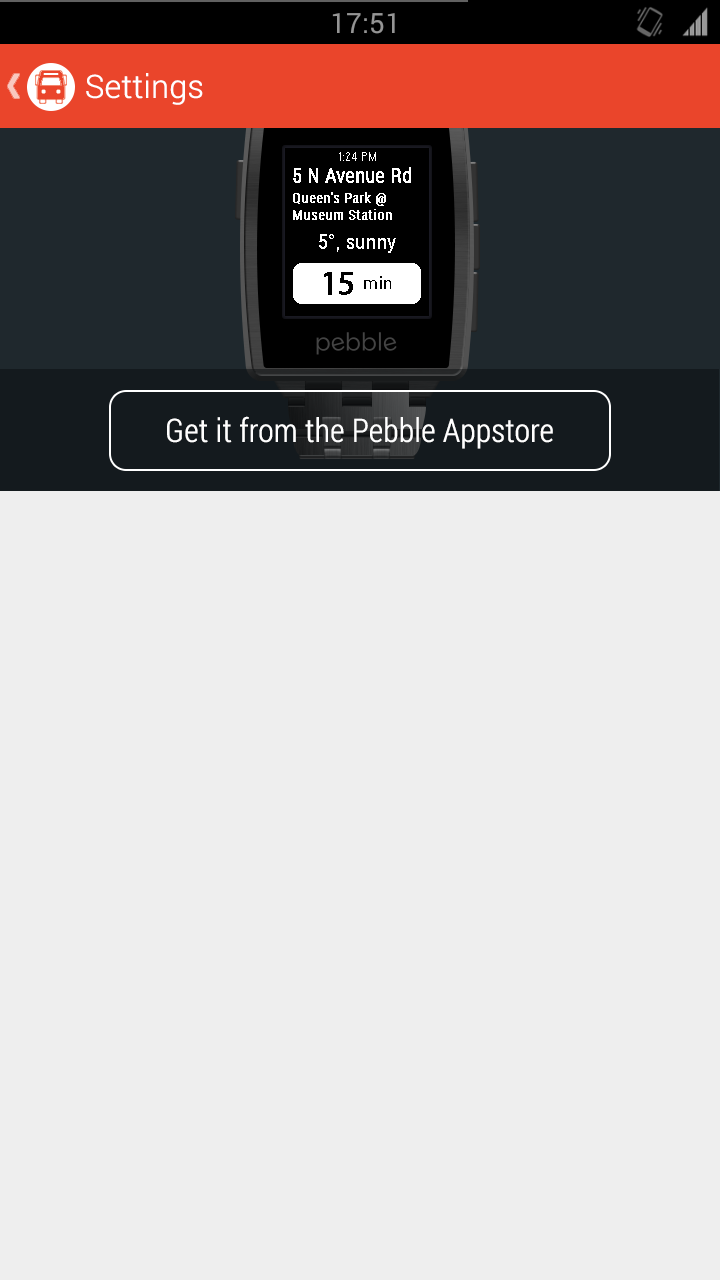 17:51
Settings
1:24 PM
5 N Avenue Rd
Queen's Park @
Museum Station
5°, sunny
15 min
pebble
Get it from the Pebble Appstore